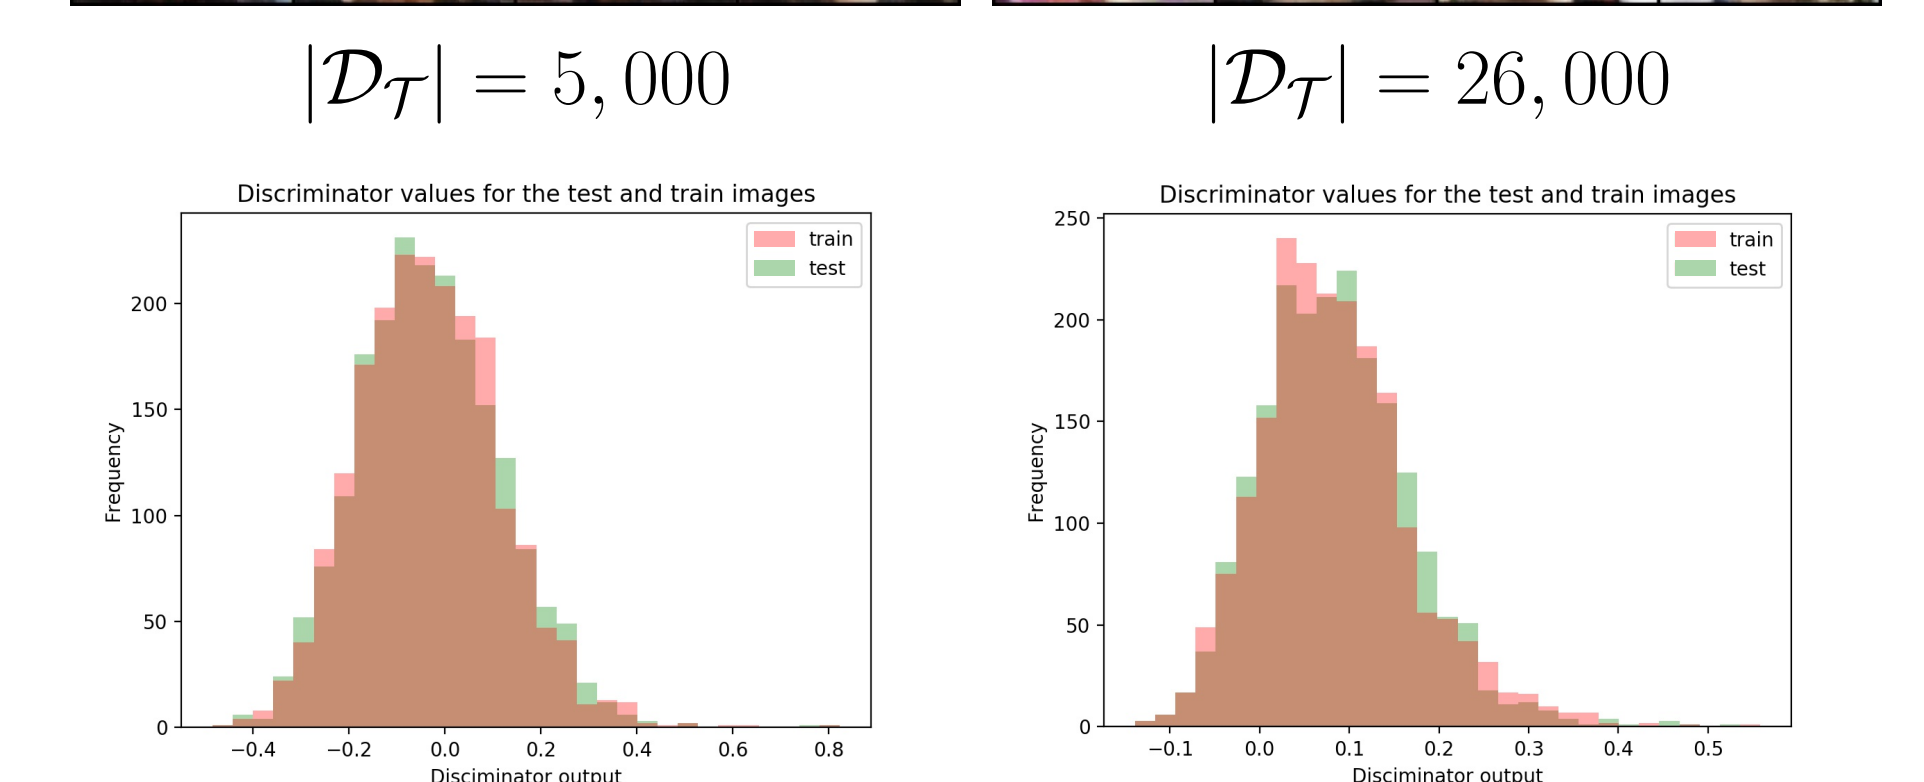 |𝒟_𝒯| = 5, 000
|𝒟_𝒯| = 26, 000
Discriminator values for the test and train images
train
test
200
150
100
50
0
Frequency
−0.4 −0.2 0.0 0.2 0.4 0.6 0.8
Disciminator output
Discriminator values for the test and train images
train
test
250
200
150
100
50
0
Frequency
−0.1 0.0 0.1 0.2 0.3 0.4 0.5
Disciminator output